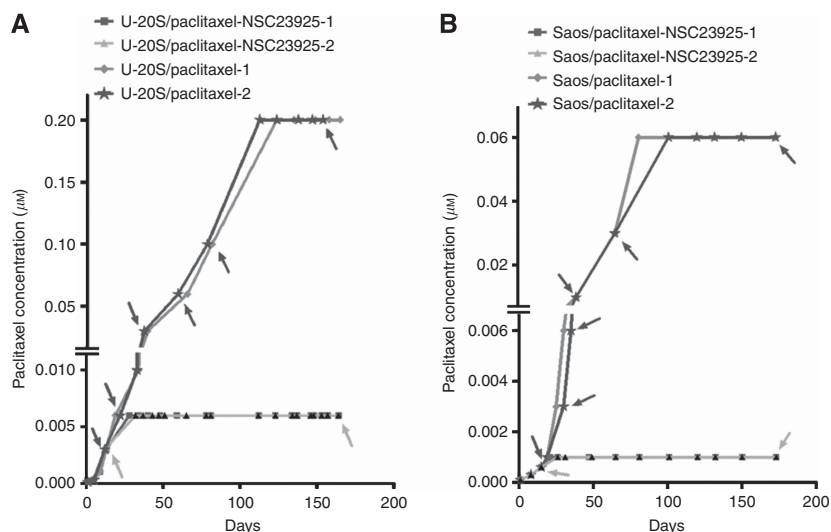 A
U-20S/paclitaxel-NSC23925-1
U-20S/paclitaxel-NSC23925-2
U-20S/paclitaxel-1
U-20S/paclitaxel-2
0.20
0.15
0.10
0.05
0.010
0.005
0.000
Paclitaxel concentration (μM)
0 50 100 150 200
Days
B
Saos/paclitaxel-NSC23925-1
Saos/paclitaxel-NSC23925-2
Saos/paclitaxel-1
Saos/paclitaxel-2
0.06
0.04
0.02
0.006
0.004
0.002
0.000
Paclitaxel concentration (μM)
0 50 100 150 200
Days